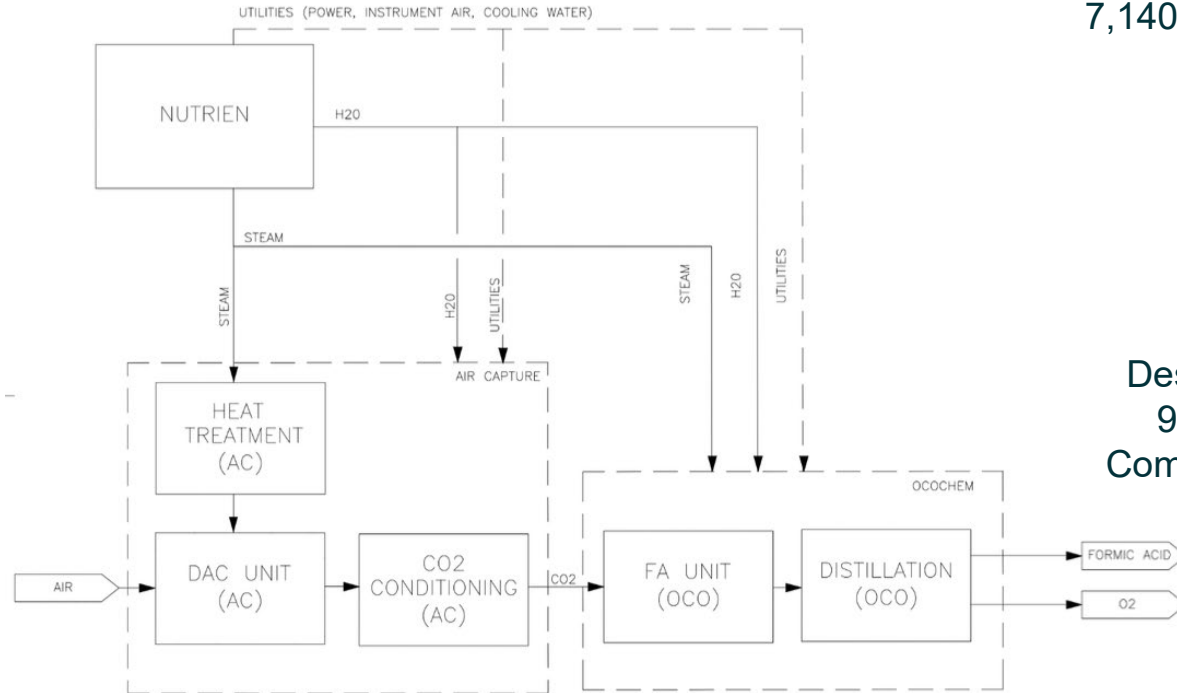 UTILITIES (POWER, INSTRUMENT AIR, COOLING WATER)
7,140
NUTRIEN
H20
STEAM
STEAM
H20
UTILITIES
STEAM
H20
UTILITIES
AIR CAPTURE
HEAT
TREATMENT
(AC)
Des
9
Com
OCOCHEM
AIR
DAC UNIT
(AC)
CO2
CONDITIONING
(AC)
CO2
FA UNIT
(OCO)
DISTILLATION
(OCO)
FORMIC ACID
O2